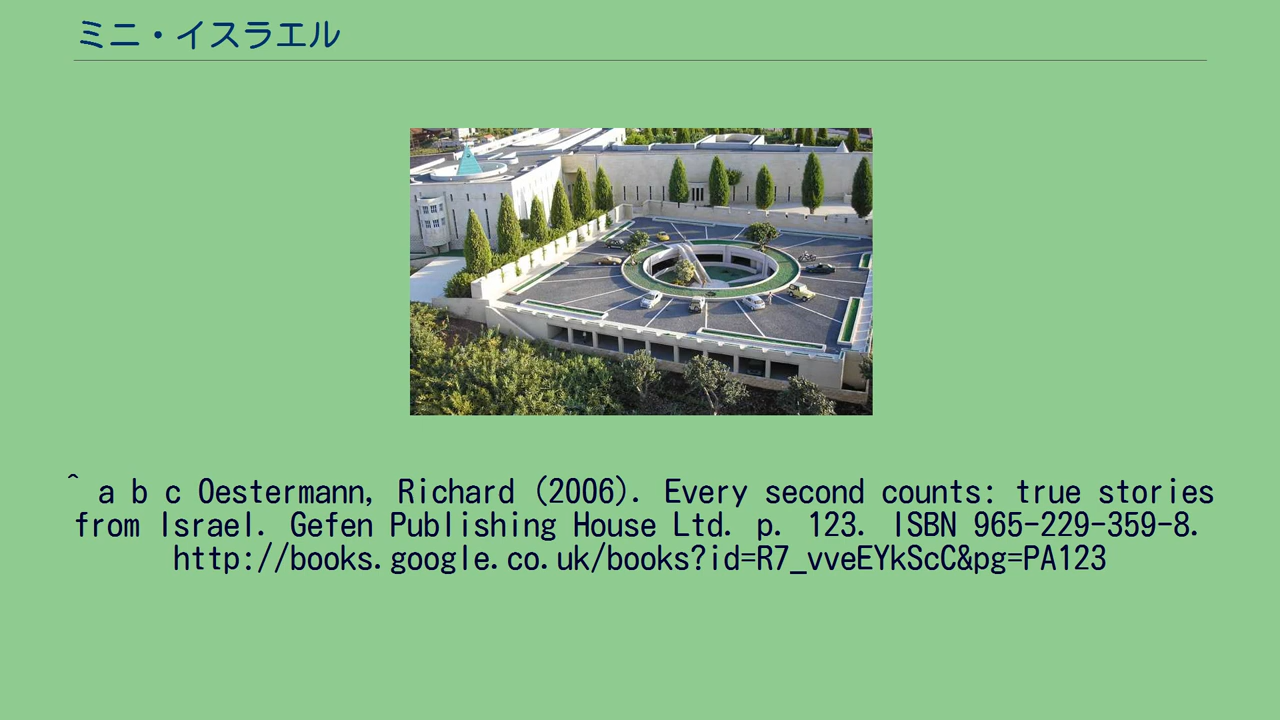 ミニ・イスラエル
^ a b c Oestermann, Richard (2006). Every second counts: true stories
from Israel. Gefen Publishing House Ltd. p. 123. ISBN 965-229-359-8.
http://books.google.co.uk/books?id=R7_vveEYkScC&pg=PA123